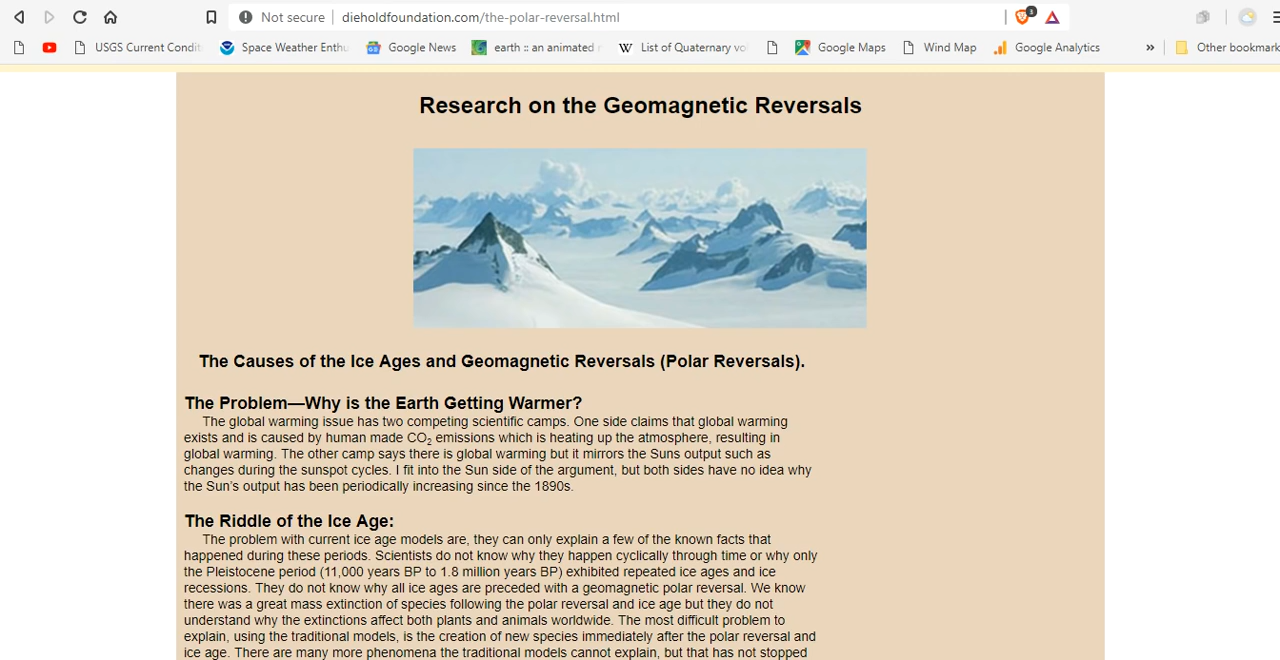 Not secure
dieholdfoundation.com/the-polar-reversal.html
1
USGS Current Condit
Space Weather Enthu
Google News
earth :: an animated
W
List of Quaternary vo
Google Maps
Wind Map
Google Analytics
»
Other bookmark
Research on the Geomagnetic Reversals
The Causes of the Ice Ages and Geomagnetic Reversals (Polar Reversals).
The Problem—Why is the Earth Getting Warmer?
The global warming issue has two competing scientific camps. One side claims that global warming
exists and is caused by human made CO₂ emissions which is heating up the atmosphere, resulting in
global warming. The other camp says there is global warming but it mirrors the Suns output such as
changes during the sunspot cycles. I fit into the Sun side of the argument, but both sides have no idea why
the Sun's output has been periodically increasing since the 1890s.
The Riddle of the Ice Age:
The problem with current ice age models are, they can only explain a few of the known facts that
happened during these periods. Scientists do not know why they happen cyclically through time or why only
the Pleistocene period (11,000 years BP to 1.8 million years BP) exhibited repeated ice ages and ice
recessions. They do not know why all ice ages are preceded with a geomagnetic polar reversal. We know
there was a great mass extinction of species following the polar reversal and ice age but they do not
understand why the extinctions affect both plants and animals worldwide. The most difficult problem to
explain, using the traditional models, is the creation of new species immediately after the polar reversal and
ice age. There are many more phenomena the traditional models cannot explain, but that has not stopped